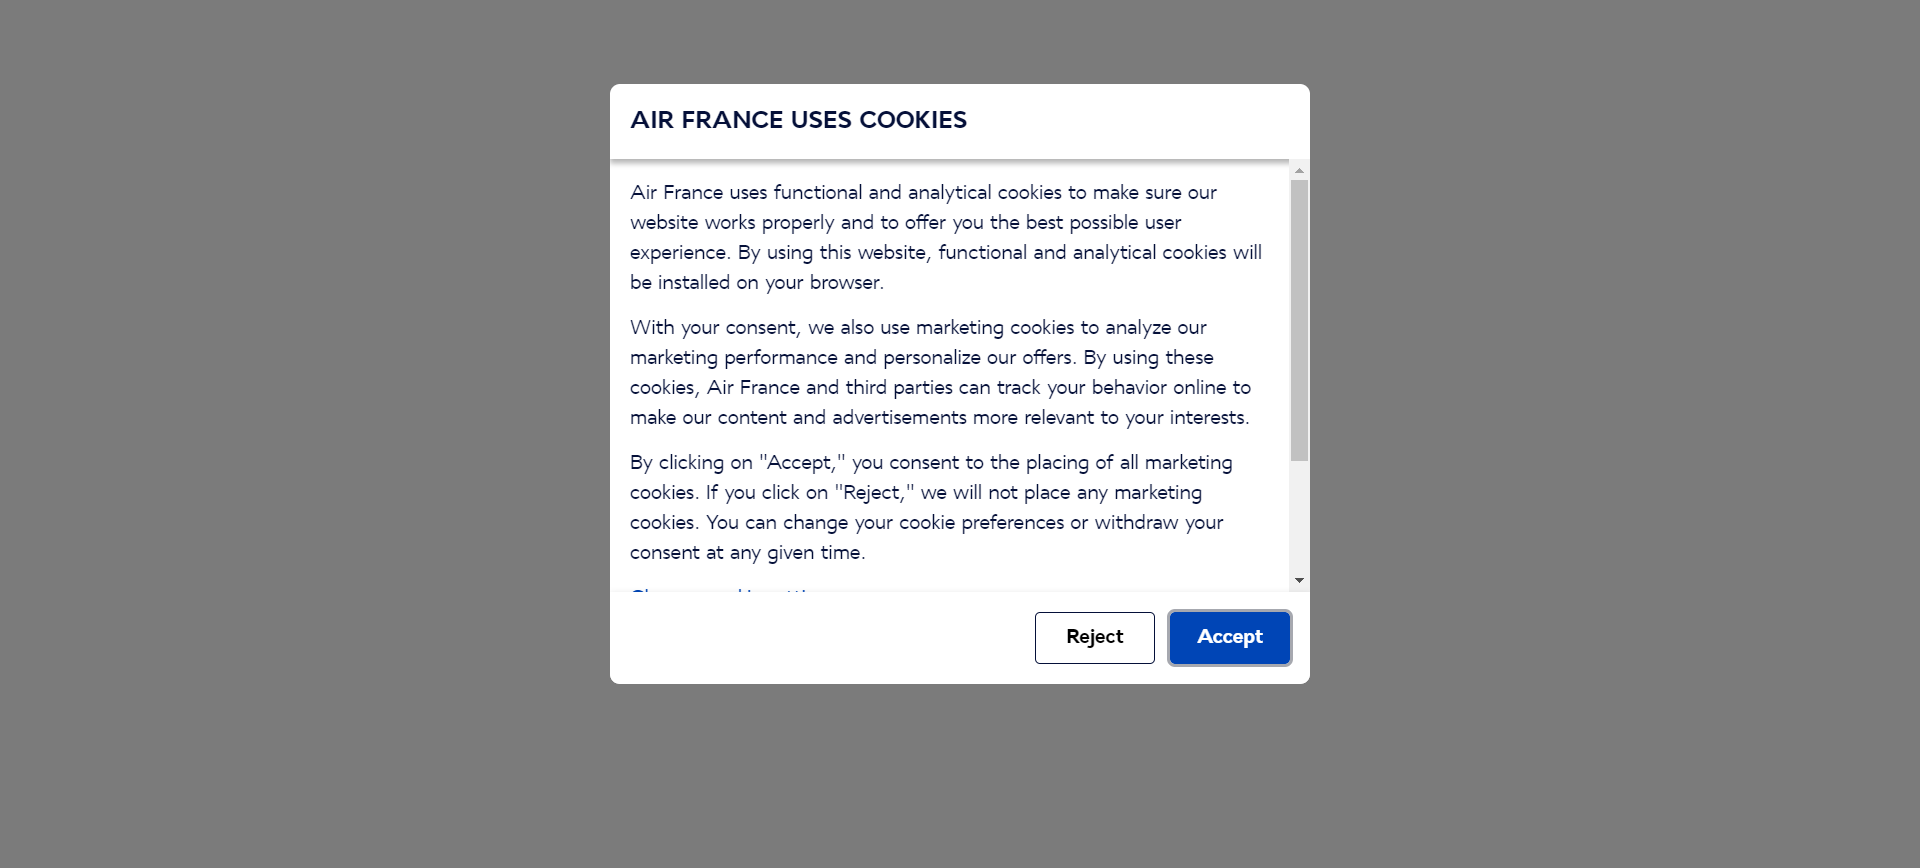 AIR FRANCE USES COOKIES
Air France uses functional and analytical cookies to make sure our
website works properly and to offer you the best possible user
experience. By using this website, functional and analytical cookies will
be installed on your browser.
With your consent, we also use marketing cookies to analyze our
marketing performance and personalize our offers. By using these
cookies, Air France and third parties can track your behavior online to
make our content and advertisements more relevant to your interests.
By clicking on "Accept," you consent to the placing of all marketing
cookies. If you click on "Reject," we will not place any marketing
cookies. You can change your cookie preferences or withdraw your
consent at any given time.
Reject
Accept